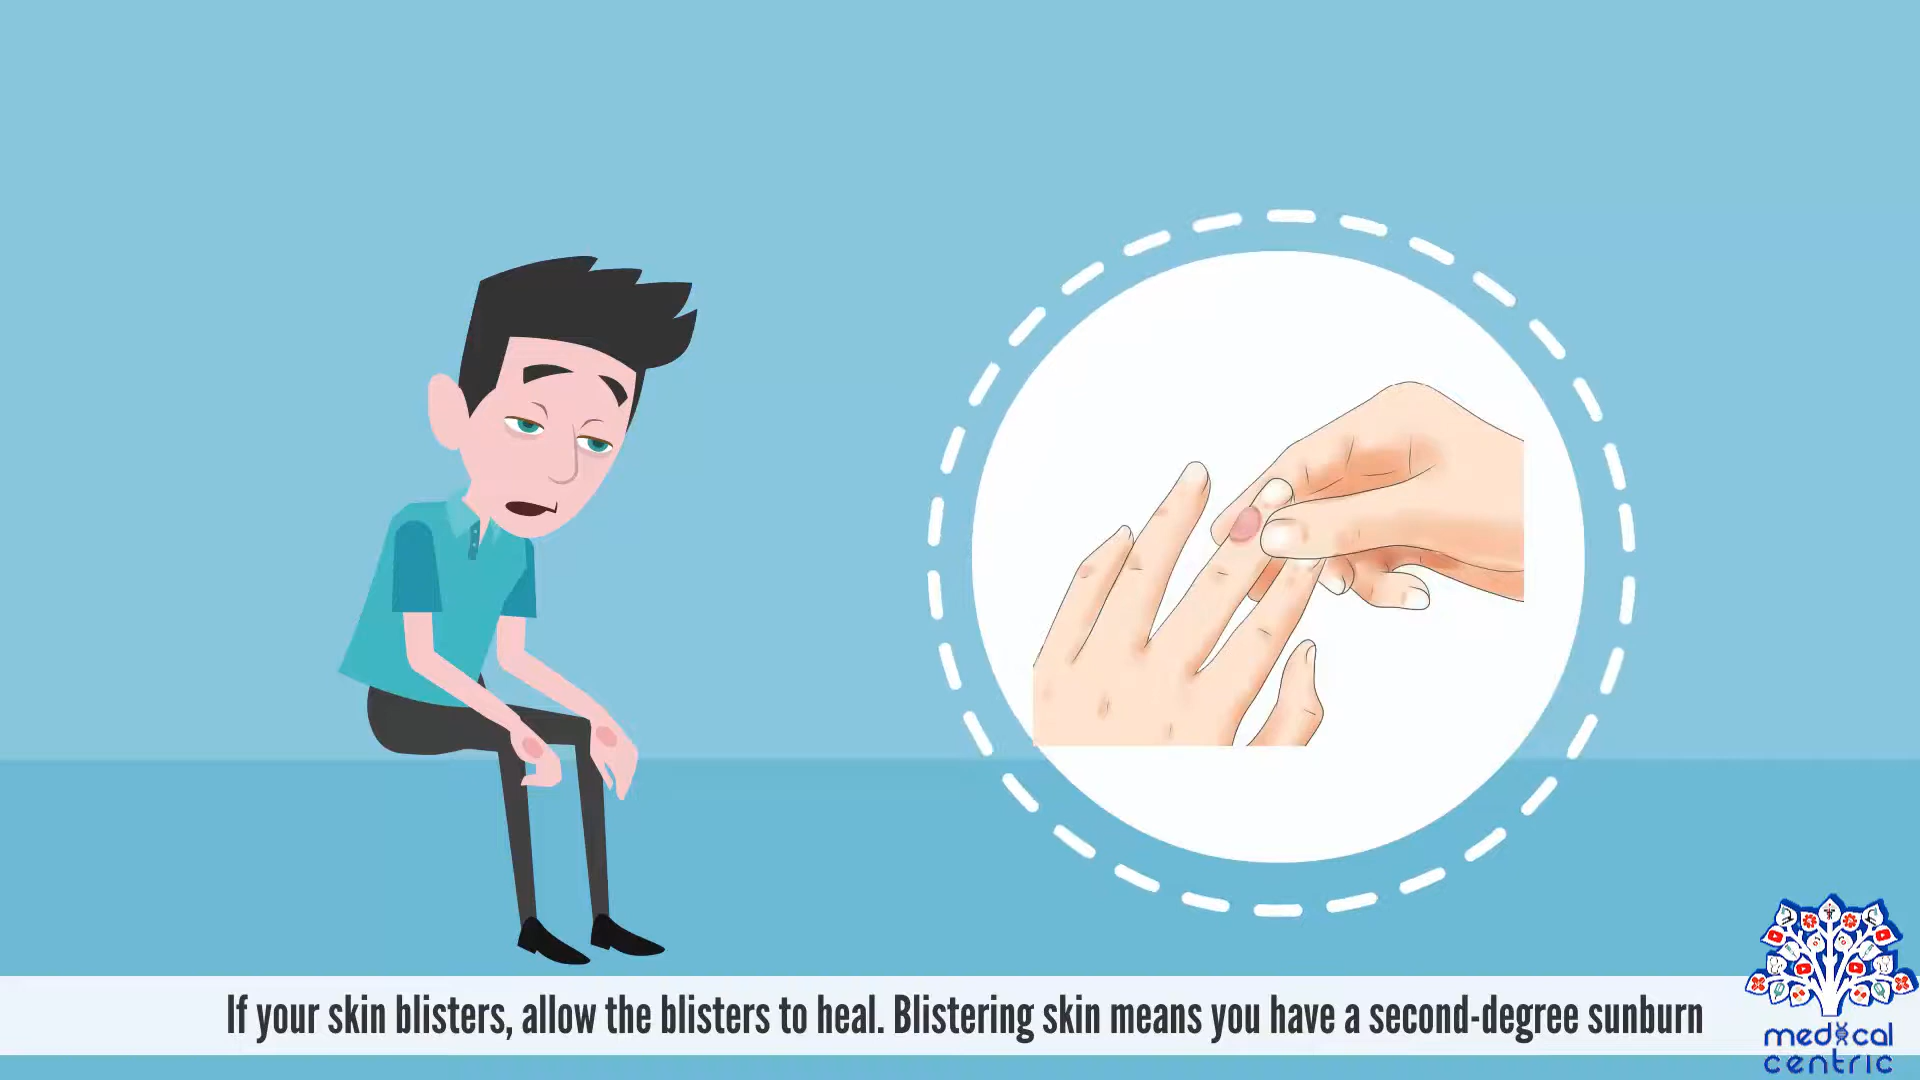 If your skin blisters, allow the blisters to heal. Blistering skin means you have a second-degree sunburn
medical
centric